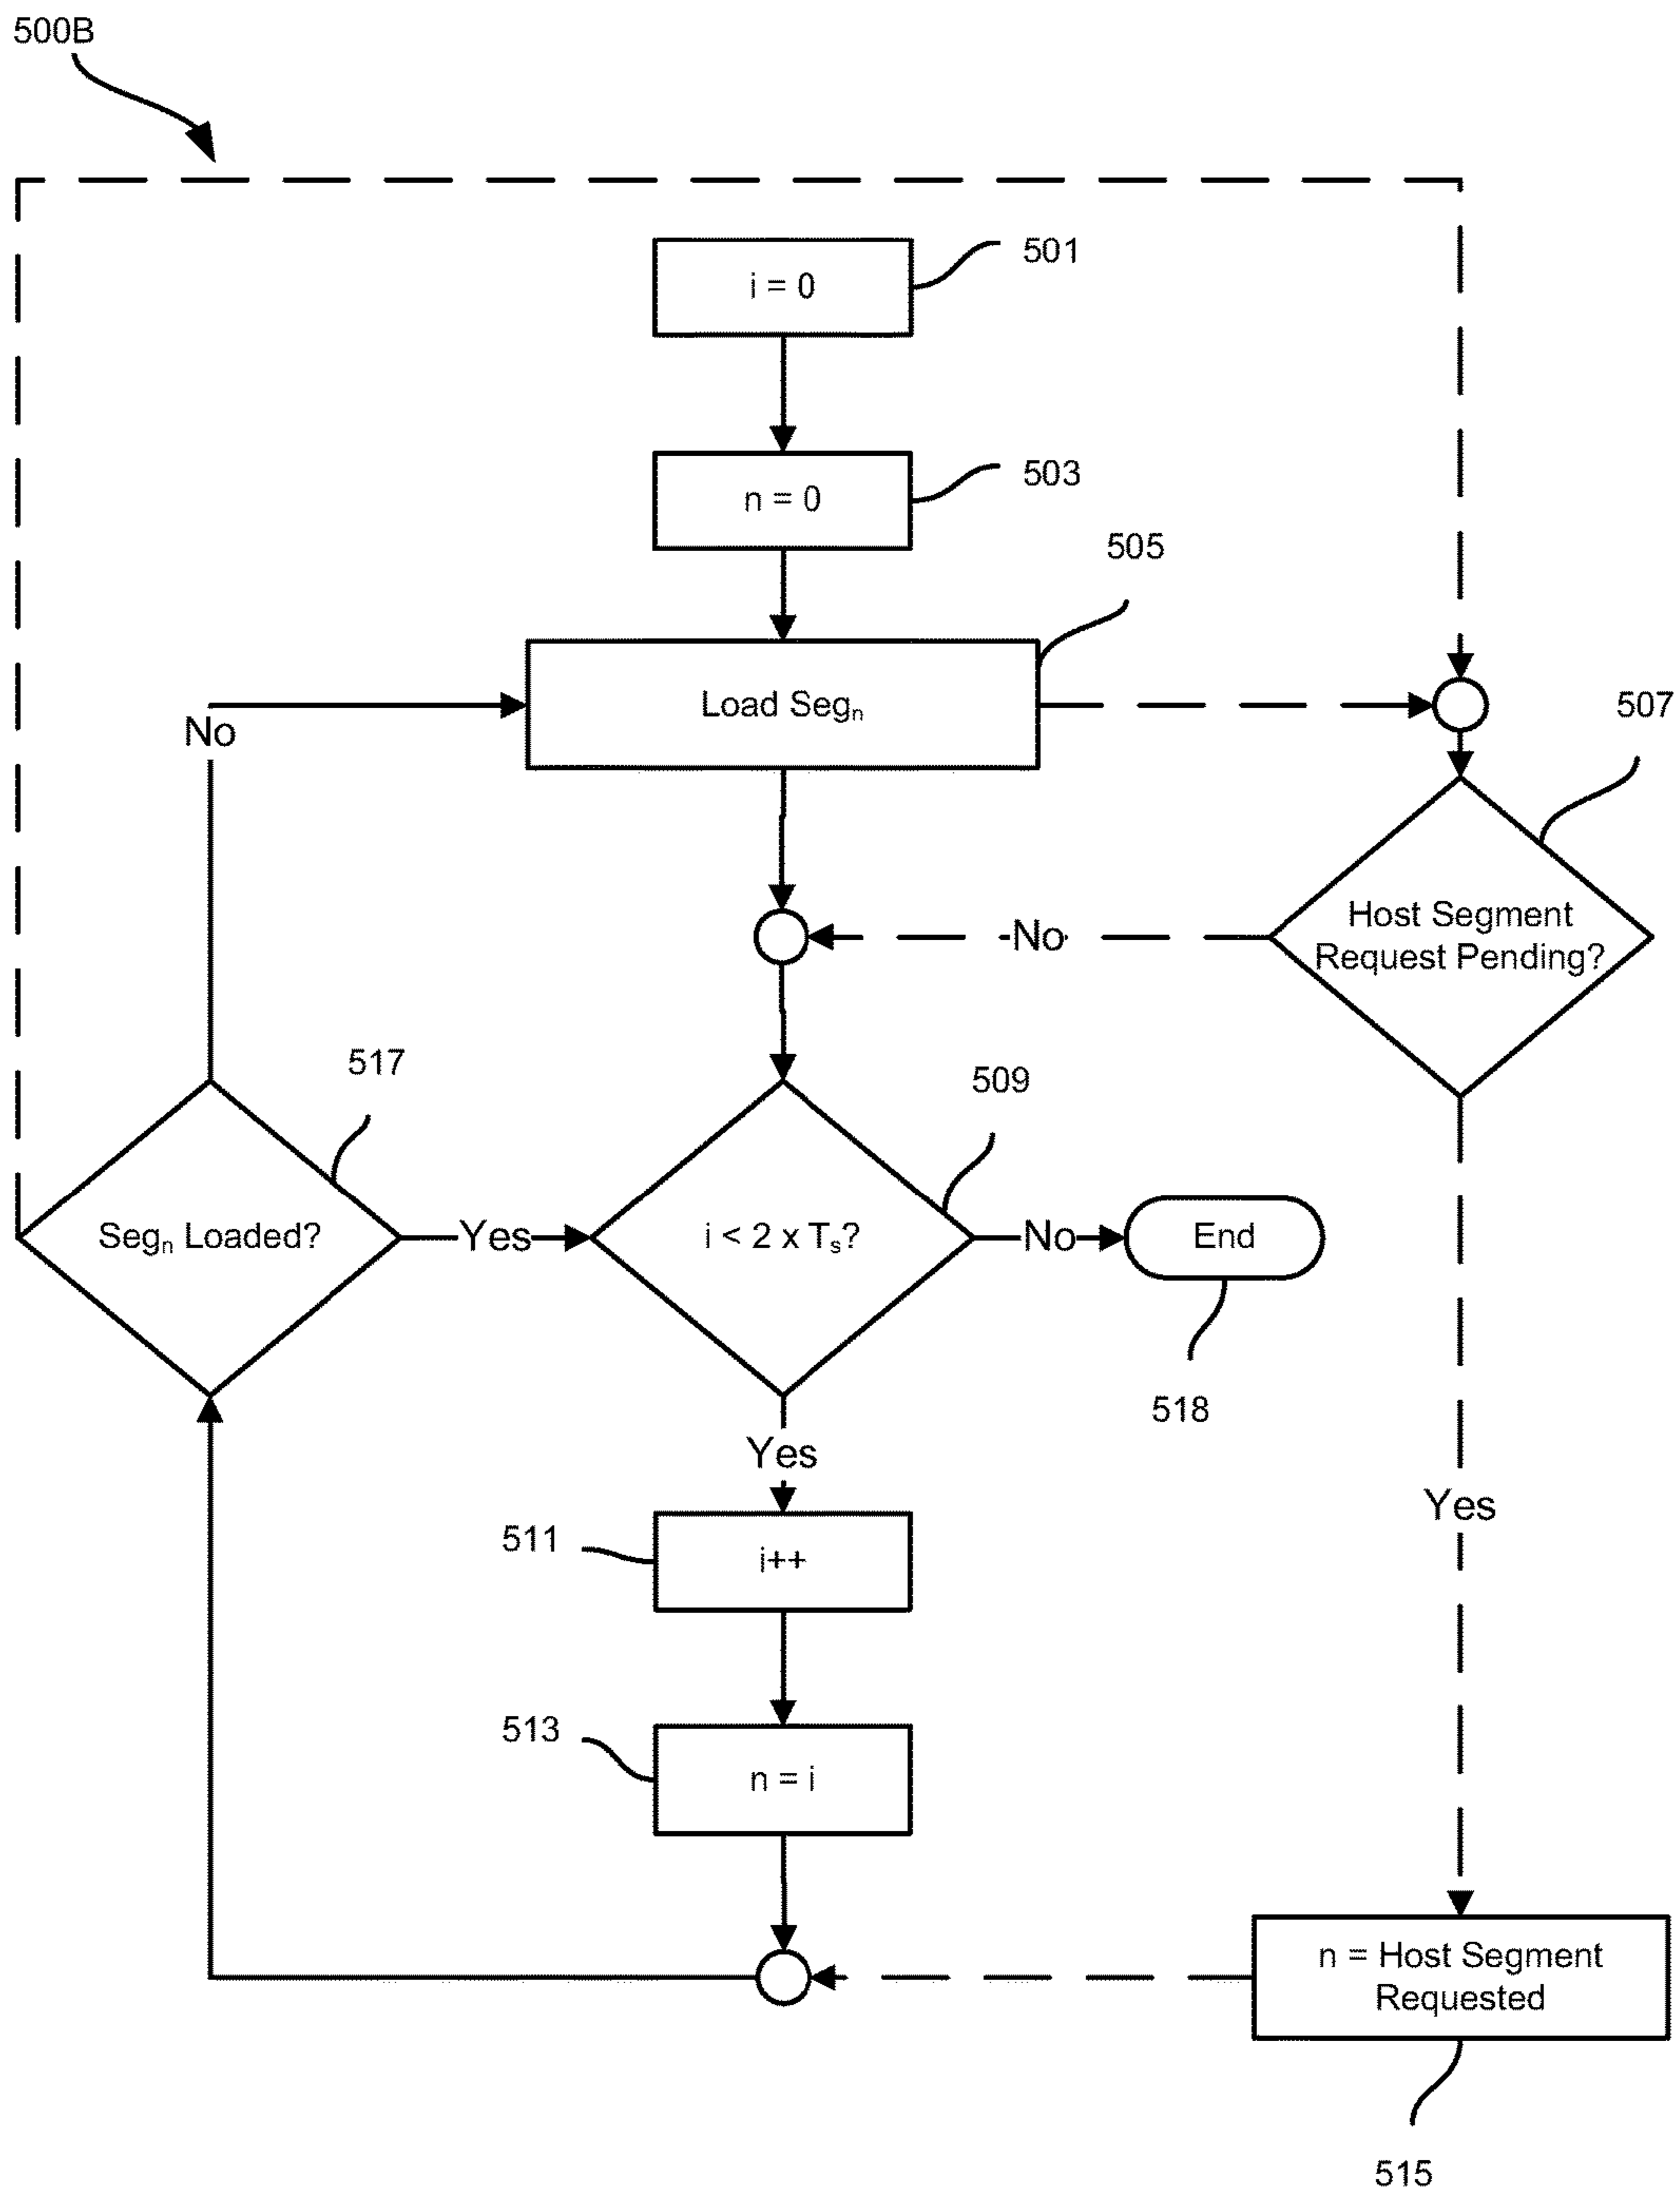 500B
i = 0
501
n = 0
503
505
Load Segₙ
No
507
Host Segment
Request Pending?
No
517
509
Segₙ Loaded?
Yes
i < 2 x Tₛ?
No
End
518
Yes
Yes
511
i++
513
n = i
n = Host Segment
Requested
515